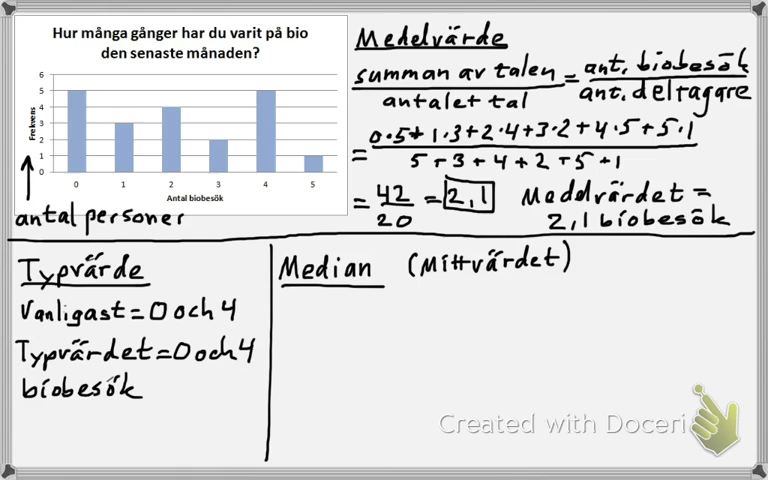 Hur många gånger har du varit på bio
den senaste månaden?
Frekvens
6
5
4
3
2
1
0
0 1 2 3 4 5
Antal biobesök
antal personer
Medelvärde
summan av talen / antalet tal = ant. biobesök / ant. deltagare
= 0·5+1·3+2·4+3·2+4·5+5·1 / 5+3+4+2+5+1
= 42 / 20 = 2,1 Medelvärdet =
2,1 biobesök
Typvärde
Vanligast = 0 och 4
Typvärdet = 0 och 4
biobesök
Median (Mittvärdet)
Created with Doceri